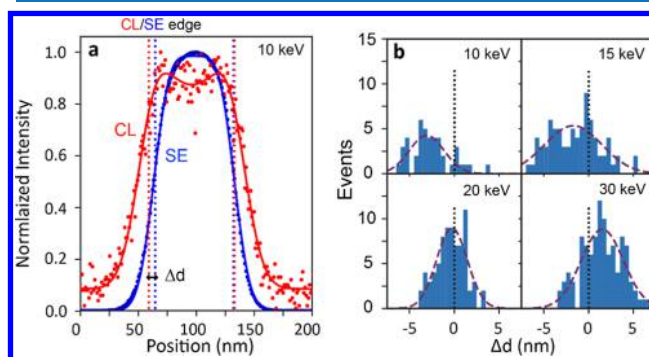 CL/SE edge
a
10 keV
CL
SE
Δd
Normlaized Intensity
1.0
0.8
0.6
0.4
0.2
0.0
0 50 100 150 200
Position (nm)
b
10 keV
15 keV
20 keV
30 keV
Events
15
10
5
0
10
5
0
-5 0 5
-5 0 5
Δd (nm)